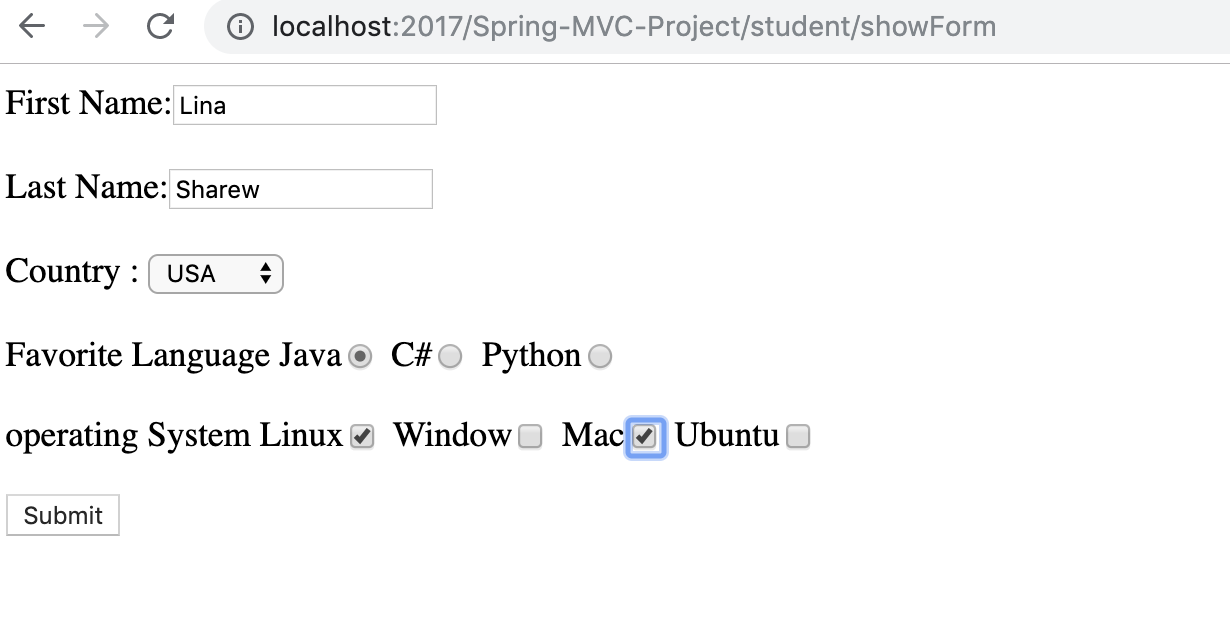 localhost:2017/Spring-MVC-Project/student/showForm
First Name: Lina
Last Name: Sharew
Country : USA
Favorite Language Java C# Python
operating System Linux Window Mac Ubuntu
Submit